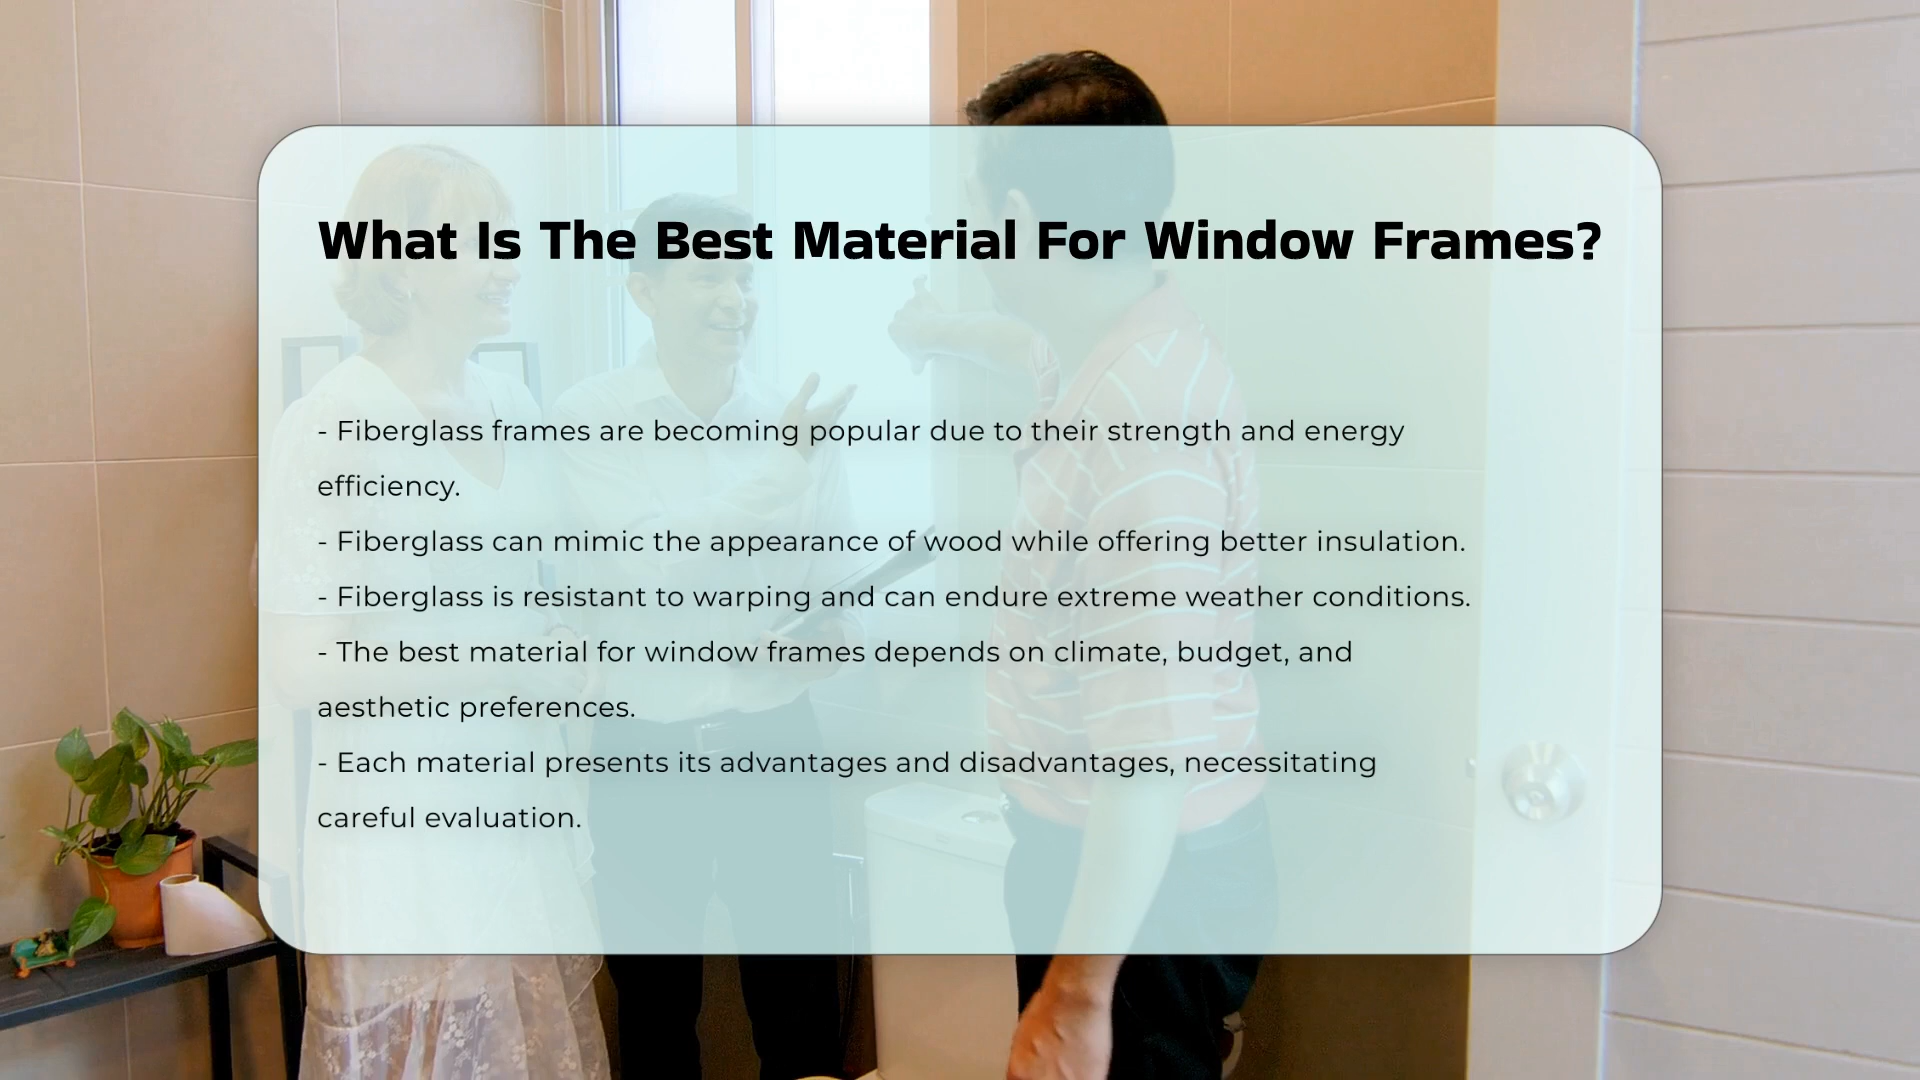 What Is The Best Material For Window Frames?
- Fiberglass frames are becoming popular due to their strength and energy
efficiency.
- Fiberglass can mimic the appearance of wood while offering better insulation.
- Fiberglass is resistant to warping and can endure extreme weather conditions.
- The best material for window frames depends on climate, budget, and
aesthetic preferences.
- Each material presents its advantages and disadvantages, necessitating
careful evaluation.